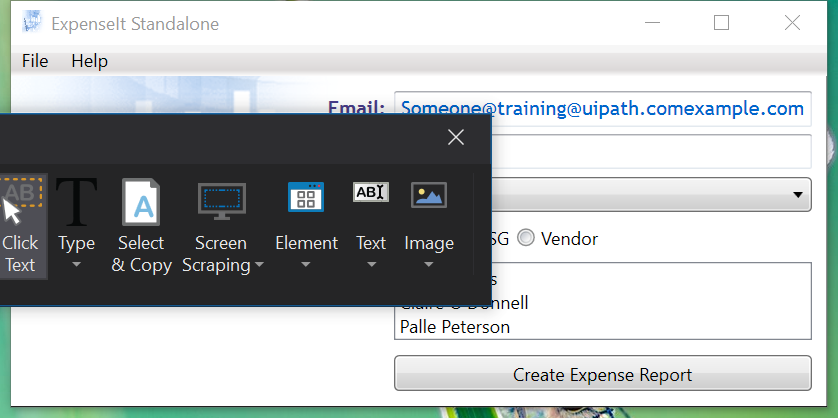 ExpenseIt Standalone
File Help
Email: Someone@training@uipath.comexample.com
AB T A ABI
Click Text
Type
Select & Copy
Screen Scraping
Element
Text
Image
SG Vendor
s
Claire O'Donnell
Palle Peterson
Create Expense Report